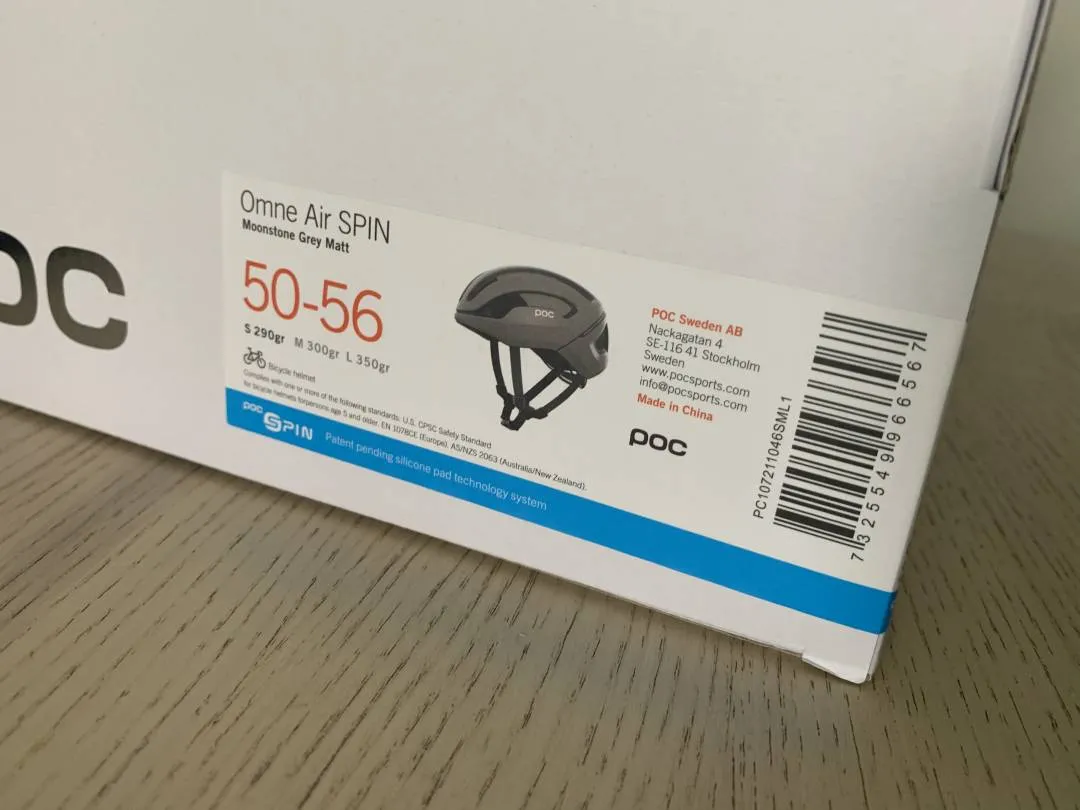 poc
Omne Air SPIN
Moonstone Grey Matt
50-56
S 290gr M 300gr L 350gr
Bicycle helmet
Complies with one or more of the following standards: U.S. CPSC Safety Standard
for bicycle helmets forpersons age 5 and older. EN 1078CE (Europe). AS/NZS 2063 (Australia/New Zealand).
poc SPIN Patent pending silicone pad technology system
poc
POC Sweden AB
Nackagatan 4
SE-116 41 Stockholm
Sweden
www.pocsports.com
info@pocsports.com
Made in China
poc
PC107211046SML1
7325549966567